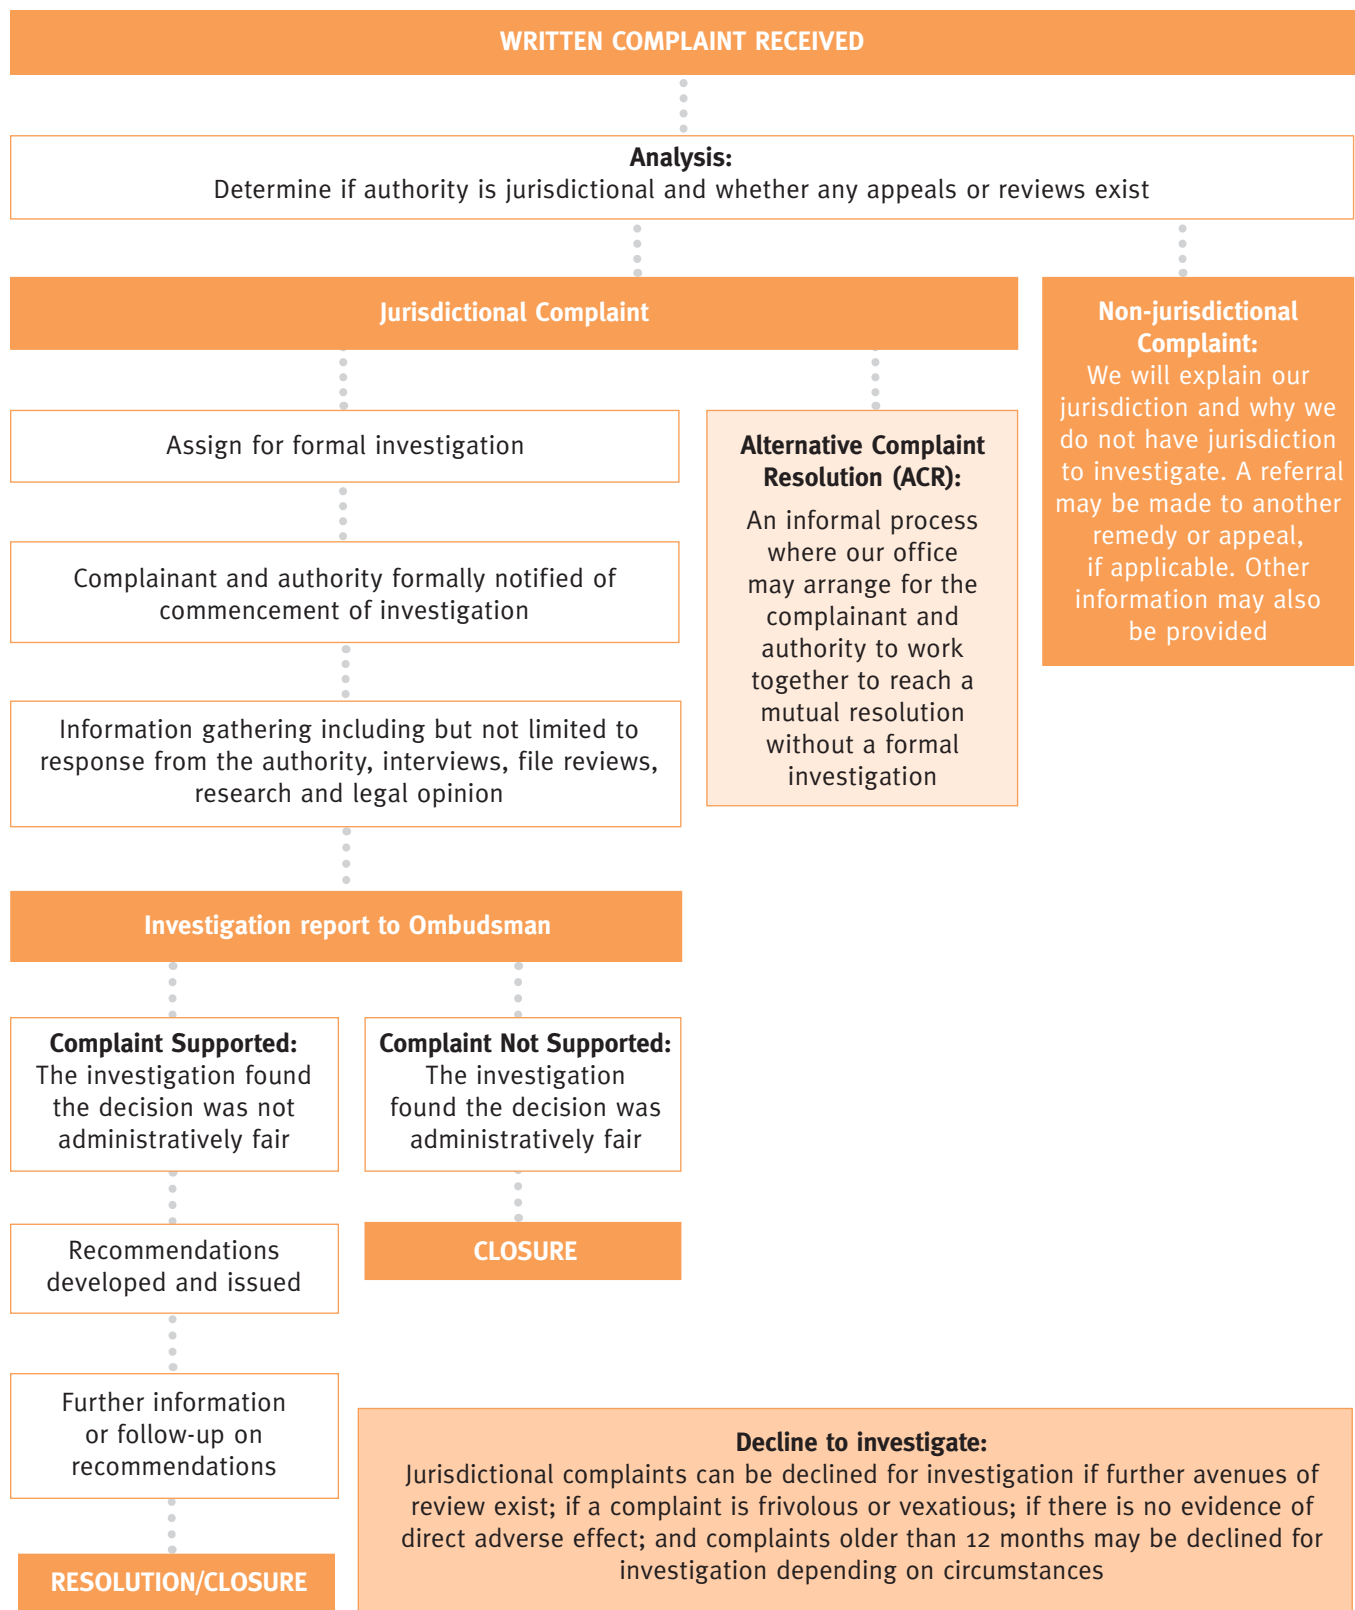 WRITTEN COMPLAINT RECEIVED
Analysis:
Determine if authority is jurisdictional and whether any appeals or reviews exist
Jurisdictional Complaint
Non-jurisdictional
Complaint:
We will explain our
jurisdiction and why we
do not have jurisdiction
to investigate. A referral
may be made to another
remedy or appeal,
if applicable. Other
information may also
be provided
Assign for formal investigation
Alternative Complaint
Resolution (ACR):
An informal process
where our office
may arrange for the
complainant and
authority to work
together to reach a
mutual resolution
without a formal
investigation
Complainant and authority formally notified of
commencement of investigation
Information gathering including but not limited to
response from the authority, interviews, file reviews,
research and legal opinion
Investigation report to Ombudsman
Complaint Supported:
The investigation found
the decision was not
administratively fair
Complaint Not Supported:
The investigation
found the decision was
administratively fair
Recommendations
developed and issued
CLOSURE
Further information
or follow-up on
recommendations
Decline to investigate:
Jurisdictional complaints can be declined for investigation if further avenues of
review exist; if a complaint is frivolous or vexatious; if there is no evidence of
direct adverse effect; and complaints older than 12 months may be declined for
investigation depending on circumstances
RESOLUTION/CLOSURE